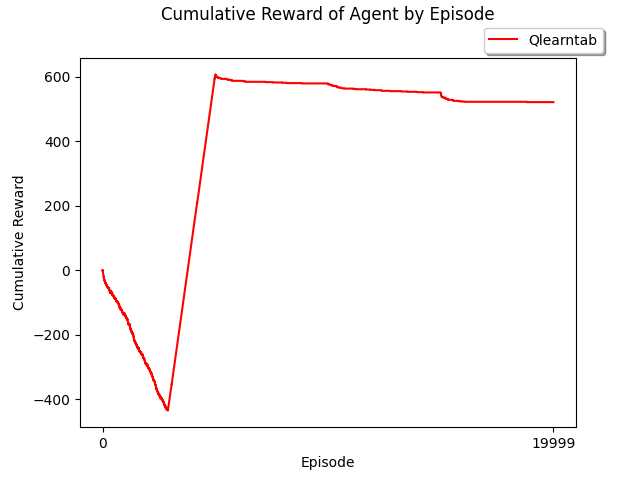 Cumulative Reward of Agent by Episode
Qlearntab
600
400
200
0
−200
−400
Cumulative Reward
0
19999
Episode